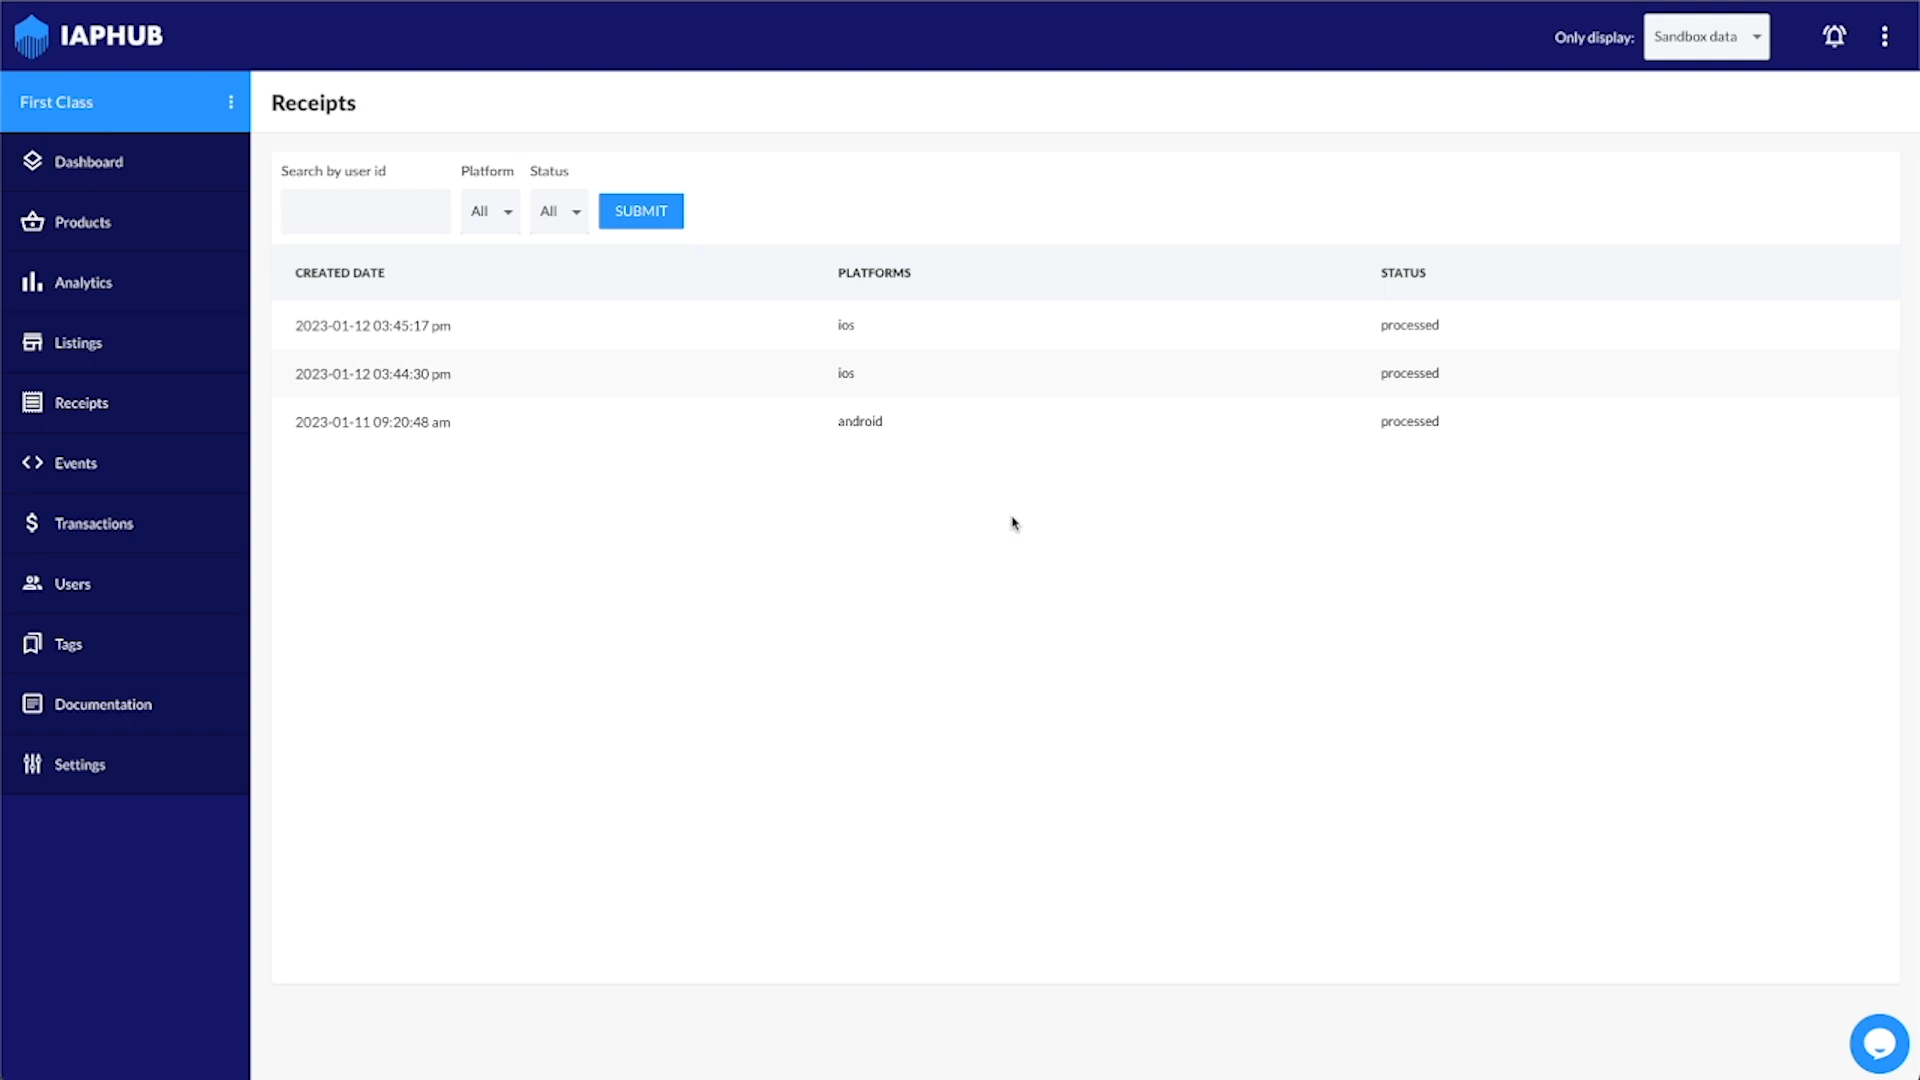 IAPHUB
Only display: Sandbox data
First Class
Receipts
Dashboard
Products
Analytics
Listings
Receipts
Events
Transactions
Users
Tags
Documentation
Settings
Search by user id Platform Status
All All SUBMIT
CREATED DATE PLATFORMS STATUS
2023-01-12 03:45:17 pm ios processed
2023-01-12 03:44:30 pm ios processed
2023-01-11 09:20:48 am android processed